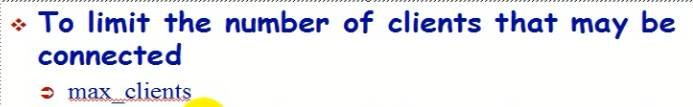 To limit the number of clients that may be
connected
max_clients